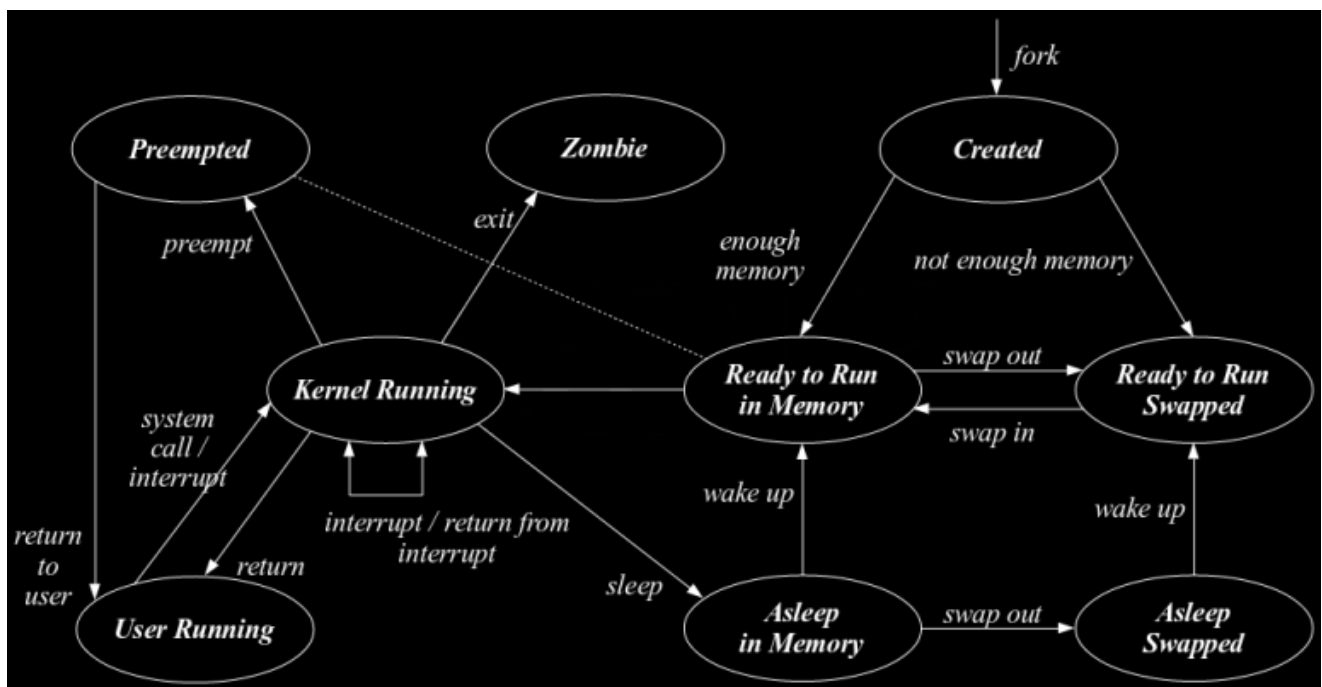 fork
Preempted
Zombie
Created
preempt
exit
enough
memory
not enough memory
Kernel Running
Ready to Run
in Memory
swap out
swap in
Ready to Run
Swapped
system
call /
interrupt
interrupt / return from
interrupt
wake up
wake up
return
to
user
return
sleep
User Running
Asleep
in Memory
swap out
Asleep
Swapped